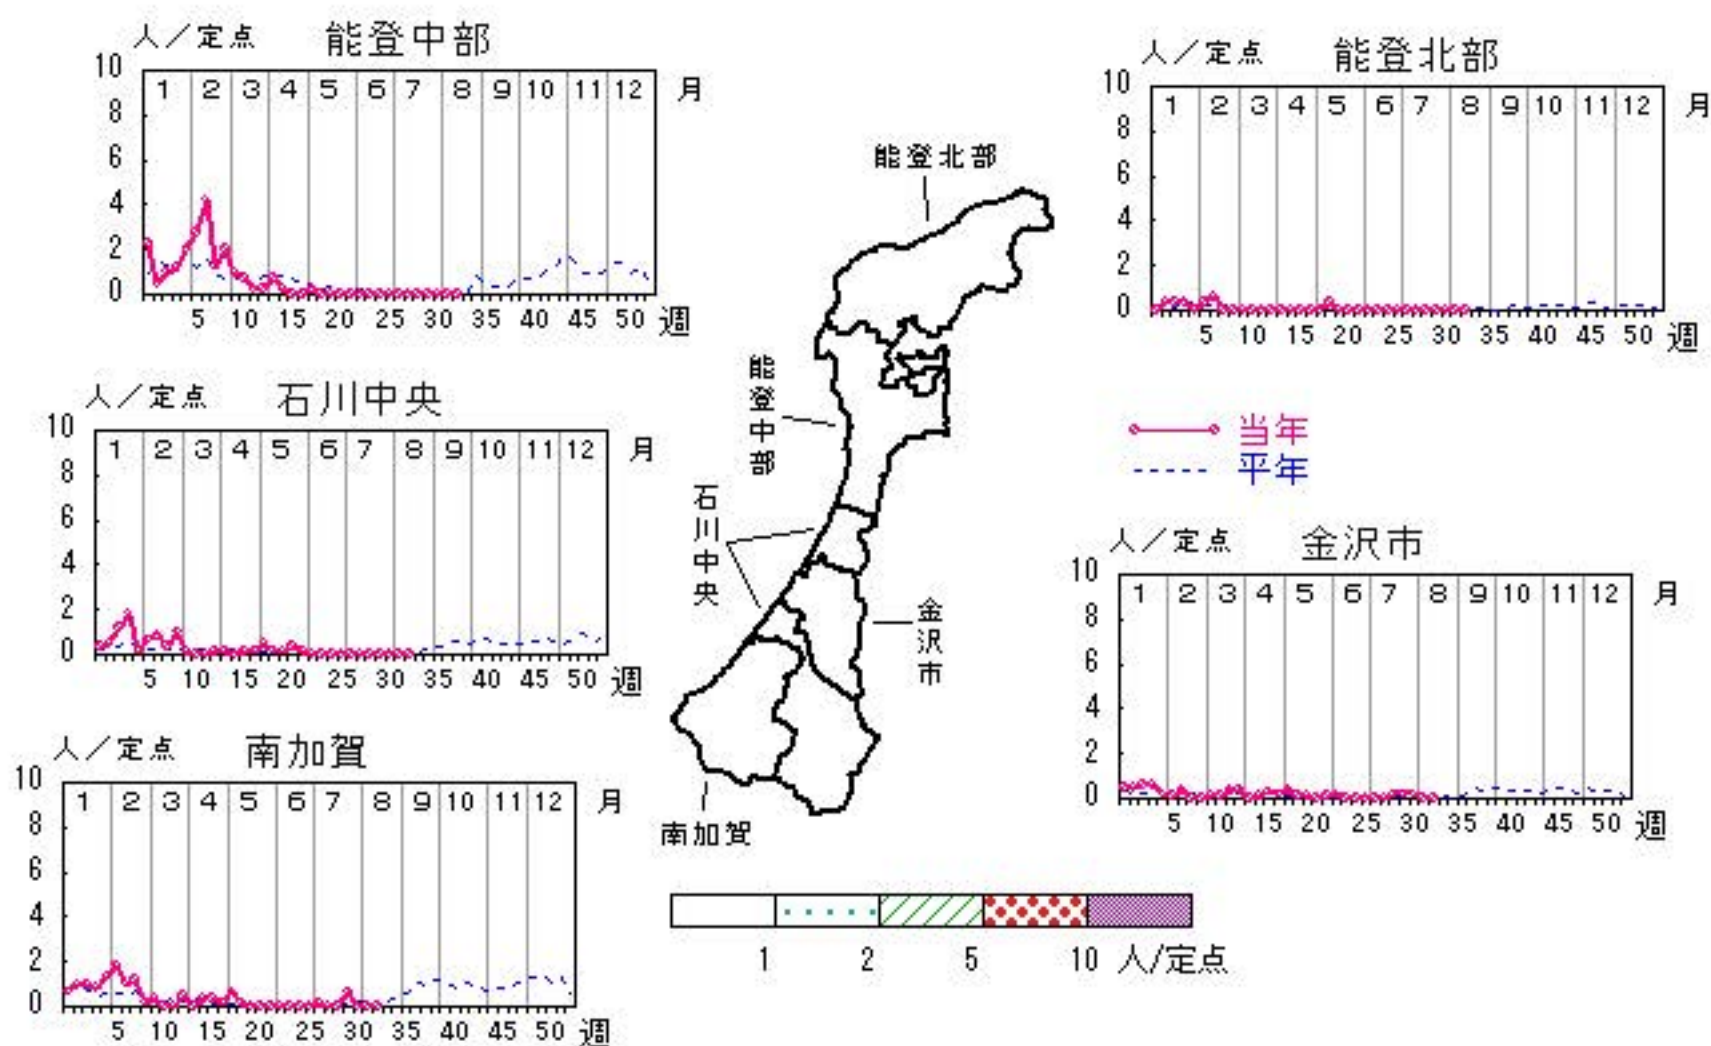 人／定点 能登中部
10 8 6 4 2 0
1 2 3 4 5 6 7 8 9 10 11 12 月
5 10 15 20 25 30 35 40 45 50 週
人／定点 能登北部
10 8 6 4 2 0
1 2 3 4 5 6 7 8 9 10 11 12 月
5 10 15 20 25 30 35 40 45 50 週
能登北部
能登中部
石川中央
金沢市
南加賀
人／定点 石川中央
10 8 6 4 2 0
1 2 3 4 5 6 7 8 9 10 11 12 月
5 10 15 20 25 30 35 40 45 50 週
当年
平年
人／定点 金沢市
10 8 6 4 2 0
1 2 3 4 5 6 7 8 9 10 11 12 月
5 10 15 20 25 30 35 40 45 50 週
人／定点 南加賀
10 8 6 4 2 0
1 2 3 4 5 6 7 8 9 10 11 12 月
5 10 15 20 25 30 35 40 45 50 週
1 2 5 10 人/定点